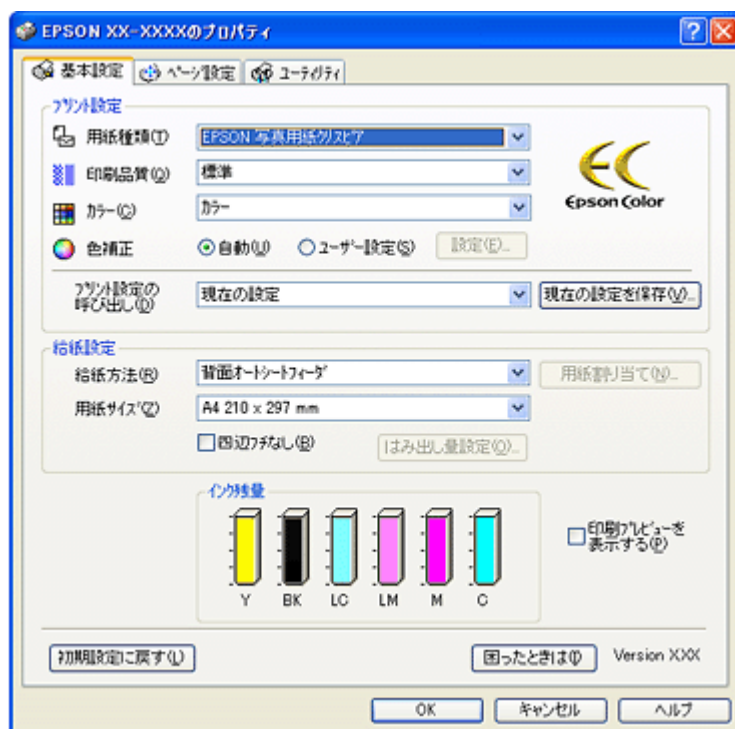 EPSON XX-XXXXのプロパティ
基本設定 ページ設定 ユーティリティ
プリント設定
用紙種類(T) EPSON 写真用紙クリスピア
印刷品質(Q) 標準
カラー(C) カラー
Epson Color
色補正 自動(U) ユーザー設定(S) 設定(E)...
プリント設定の
呼び出し(D) 現在の設定 現在の設定を保存(V)...
給紙設定
給紙方法(R) 背面オートシートフィーダ 用紙割り当て(N)...
用紙サイズ(Z) A4 210 x 297 mm
四辺フチなし(B) はみ出し量設定(O)...
インク残量
Y BK LC LM M C
印刷プレビューを
表示する(P)
初期設定に戻す(L) 困ったときは(I) Version XXX
OK キャンセル ヘルプ